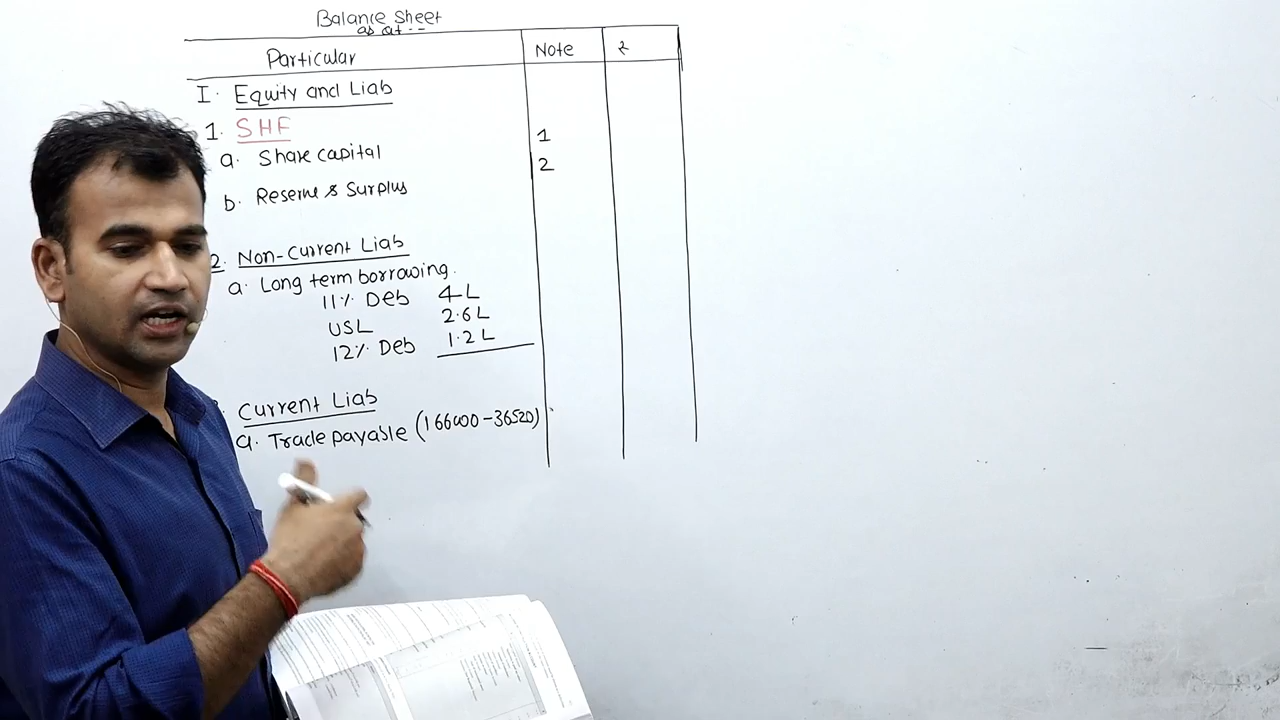 Balance Sheet
as at --
Particular Note ₹
I. Equity and Liab
1. SHF
a. Share capital 1
b. Reserve & Surplus 2
2. Non-Current Liab
a. Long term borrowing.
11% Deb 4L
USL 2.6L
12% Deb 1.2L
Current Liab
a. Trade payable (166000-36520)